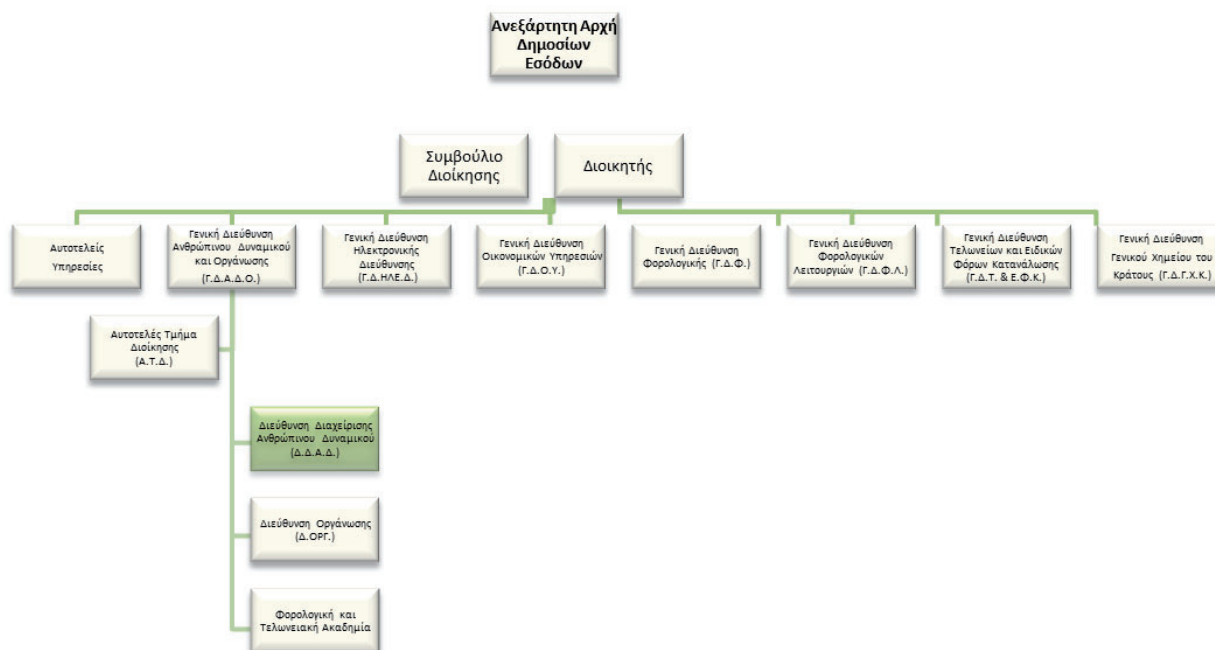 Ανεξάρτητη Αρχή
Δημοσίων
Εσόδων
Συμβούλιο
Διοίκησης
Διοικητής
Αυτοτελείς
Υπηρεσίες
Γενική Διεύθυνση
Ανθρώπινου Δυναμικού
και Οργάνωσης
(Γ.Δ.Α.Δ.Ο.)
Γενική Διεύθυνση
Ηλεκτρονικής
Διεύθυνσης
(Γ.Δ.ΗΛΕ.Δ.)
Γενική Διεύθυνση
Οικονομικών Υπηρεσιών
(Γ.Δ.Ο.Υ.)
Γενική Διεύθυνση
Φορολογικής (Γ.Δ.Φ.)
Γενική Διεύθυνση
Φορολογικών
Λειτουργιών (Γ.Δ.Φ.Λ.)
Γενική Διεύθυνση
Τελωνείων και Ειδικών
Φόρων Κατανάλωσης
(Γ.Δ.Τ. & Ε.Φ.Κ.)
Γενική Διεύθυνση
Γενικού Χημείου του
Κράτους (Γ.Δ.Γ.Χ.Κ.)
Αυτοτελές Τμήμα
Διοίκησης
(Α.Τ.Δ.)
Διεύθυνση Διαχείρισης
Ανθρώπινου Δυναμικού
(Δ.Δ.Α.Δ.)
Διεύθυνση Οργάνωσης
(Δ.ΟΡΓ.)
Φορολογική και
Τελωνειακή Ακαδημία